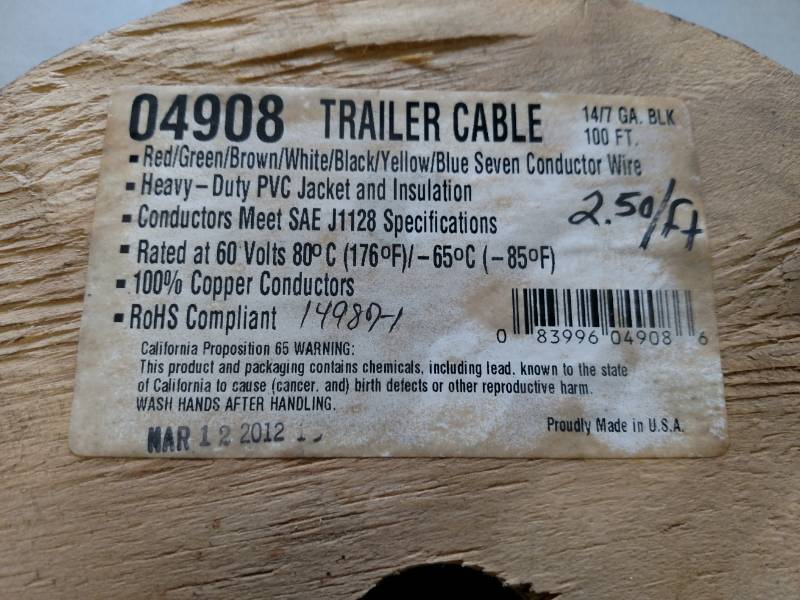 04908 TRAILER CABLE 14/7 GA. BLK
100 FT.
▪ Red/Green/Brown/White/Black/Yellow/Blue Seven Conductor Wire
▪ Heavy-Duty PVC Jacket and Insulation
2.50/ft
▪ Conductors Meet SAE J1128 Specifications
▪ Rated at 60 Volts 80°C (176°F)/-65°C (-85°F)
▪ 100% Copper Conductors
▪ RoHS Compliant
0 83996 04908 6
California Proposition 65 WARNING:
This product and packaging contains chemicals, including lead. known to the state
of California to cause (cancer. and) birth defects or other reproductive harm.
WASH HANDS AFTER HANDLING.
Proudly Made in U.S.A.
MAR 12 2012